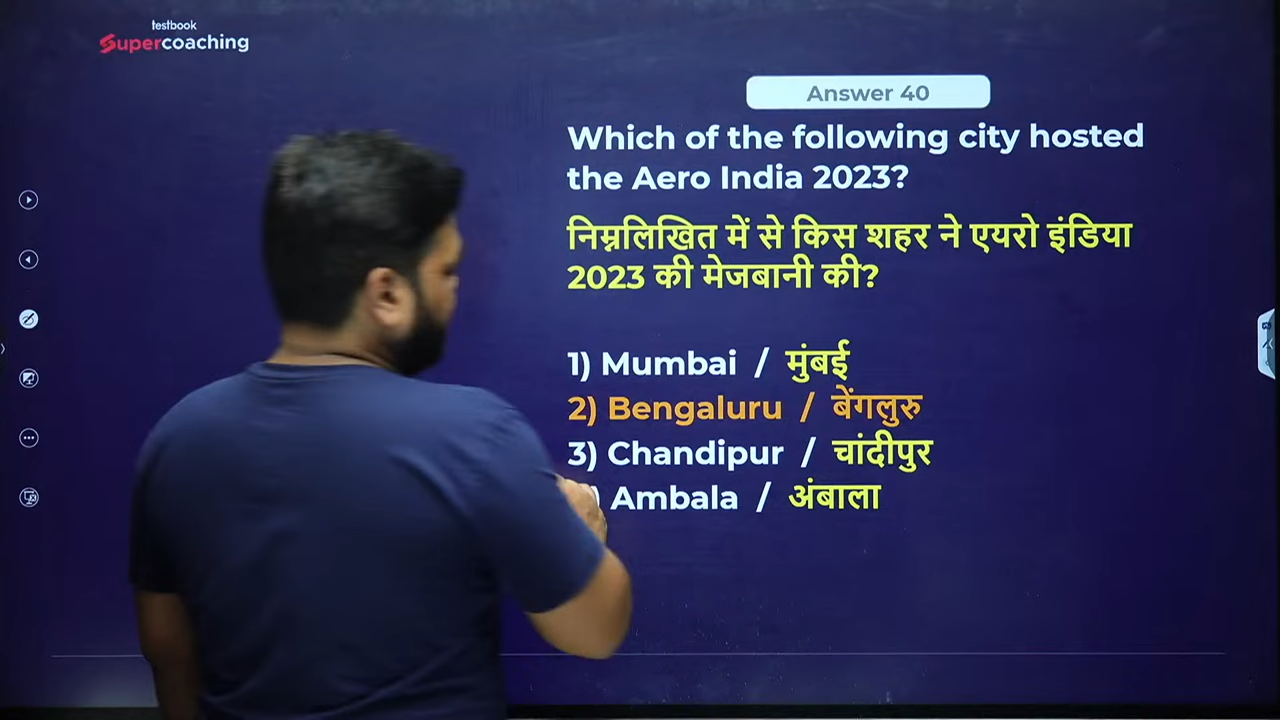 testbook
Supercoaching
Answer 40
Which of the following city hosted
the Aero India 2023?
निम्नलिखित में से किस शहर ने एयरो इंडिया
2023 की मेजबानी की?
1) Mumbai / मुंबई
2) Bengaluru / बेंगलुरु
3) Chandipur / चांदीपुर
) Ambala / अंबाला